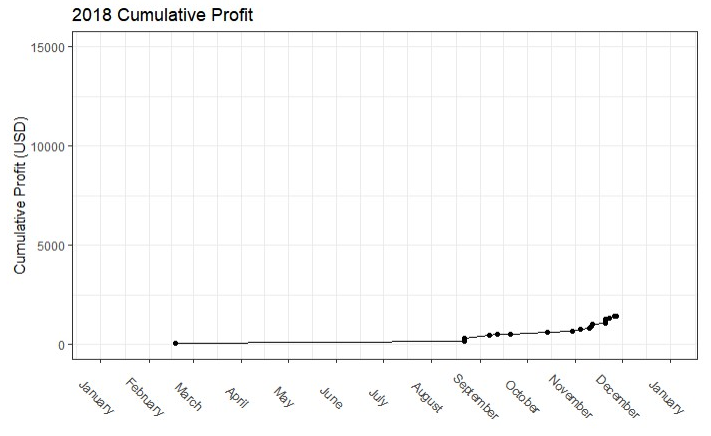 2018 Cumulative Profit
15000
10000
5000
0
Cumulative Profit (USD)
January
February
March
April
May
June
July
August
September
October
November
December
January